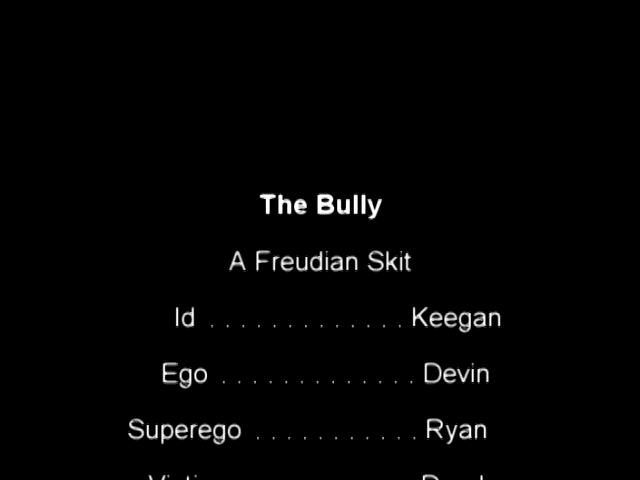 The Bully
A Freudian Skit
Id . . . . . . . . . . . . . Keegan
Ego . . . . . . . . . . . . . Devin
Superego . . . . . . . . . . . Ryan